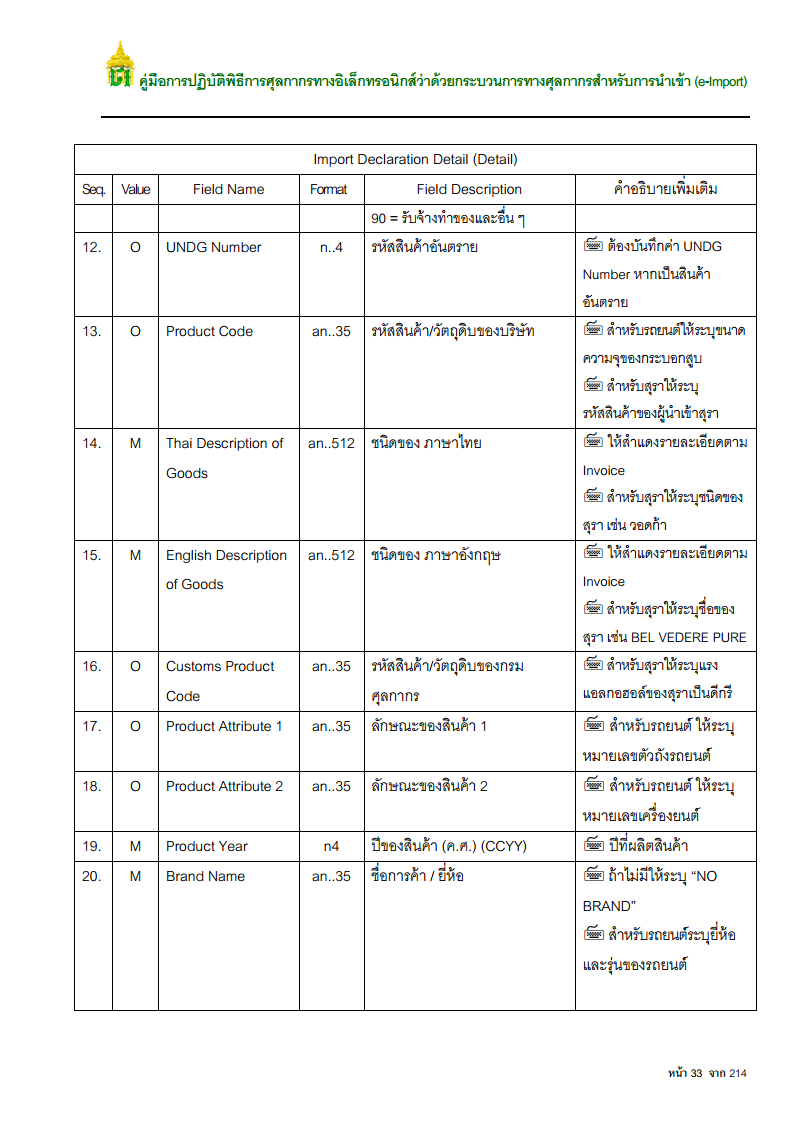 คู่มือการปฏิบัติพิธีการศุลกากรทางอิเล็กทรอนิกส์ว่าด้วยกระบวนการทางศุลกากรสำหรับการนำเข้า (e-Import)
Import Declaration Detail (Detail)
Seq. Value Field Name Format Field Description คำอธิบายเพิ่มเติม
90 = รับจ้างทำของและอื่น ๆ
12. O UNDG Number n..4 รหัสสินค้าอันตราย ต้องบันทึกค่า UNDG
Number หากเป็นสินค้า
อันตราย
13. O Product Code an..35 รหัสสินค้า/วัตถุดิบของบริษัท สำหรับรถยนต์ให้ระบุขนาด
ความจุของกระบอกสูบ
สำหรับสุราให้ระบุ
รหัสสินค้าของผู้นำเข้าสุรา
14. M Thai Description of an..512 ชนิดของ ภาษาไทย ให้สำแดงรายละเอียดตาม
Goods Invoice
สำหรับสุราให้ระบุชนิดของ
สุรา เช่น วอดก้า
15. M English Description an..512 ชนิดของ ภาษาอังกฤษ ให้สำแดงรายละเอียดตาม
of Goods Invoice
สำหรับสุราให้ระบุชื่อของ
สุรา เช่น BEL VEDERE PURE
16. O Customs Product an..35 รหัสสินค้า/วัตถุดิบของกรม สำหรับสุราให้ระบุแรง
Code ศุลกากร แอลกอฮอล์ของสุราเป็นดีกรี
17. O Product Attribute 1 an..35 ลักษณะของสินค้า 1 สำหรับรถยนต์ ให้ระบุ
หมายเลขตัวถังรถยนต์
18. O Product Attribute 2 an..35 ลักษณะของสินค้า 2 สำหรับรถยนต์ ให้ระบุ
หมายเลขเครื่องยนต์
19. M Product Year n4 ปีของสินค้า (ค.ศ.) (CCYY) ปีที่ผลิตสินค้า
20. M Brand Name an..35 ชื่อการค้า / ยี่ห้อ ถ้าไม่มีให้ระบุ “NO
BRAND”
สำหรับรถยนต์ระบุยี่ห้อ
และรุ่นของรถยนต์
หน้า 33 จาก 214